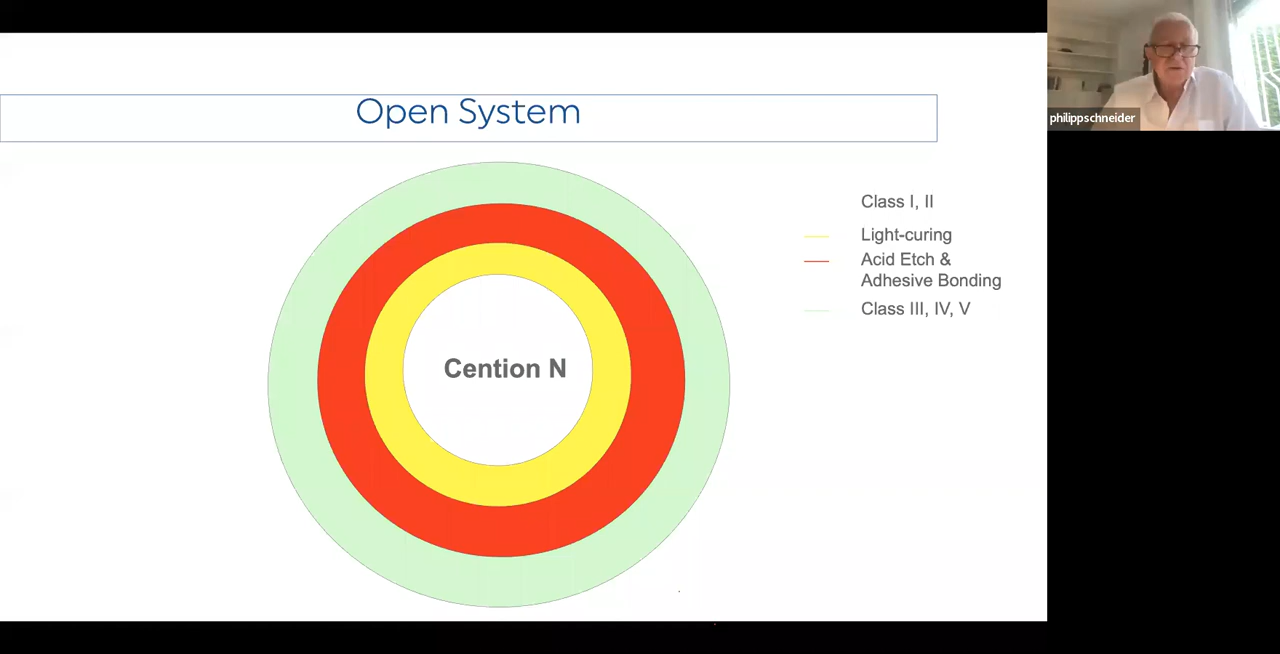 Open System
philippschneider
Class I, II
Light-curing
Acid Etch &
Adhesive Bonding
Class III, IV, V
Cention N